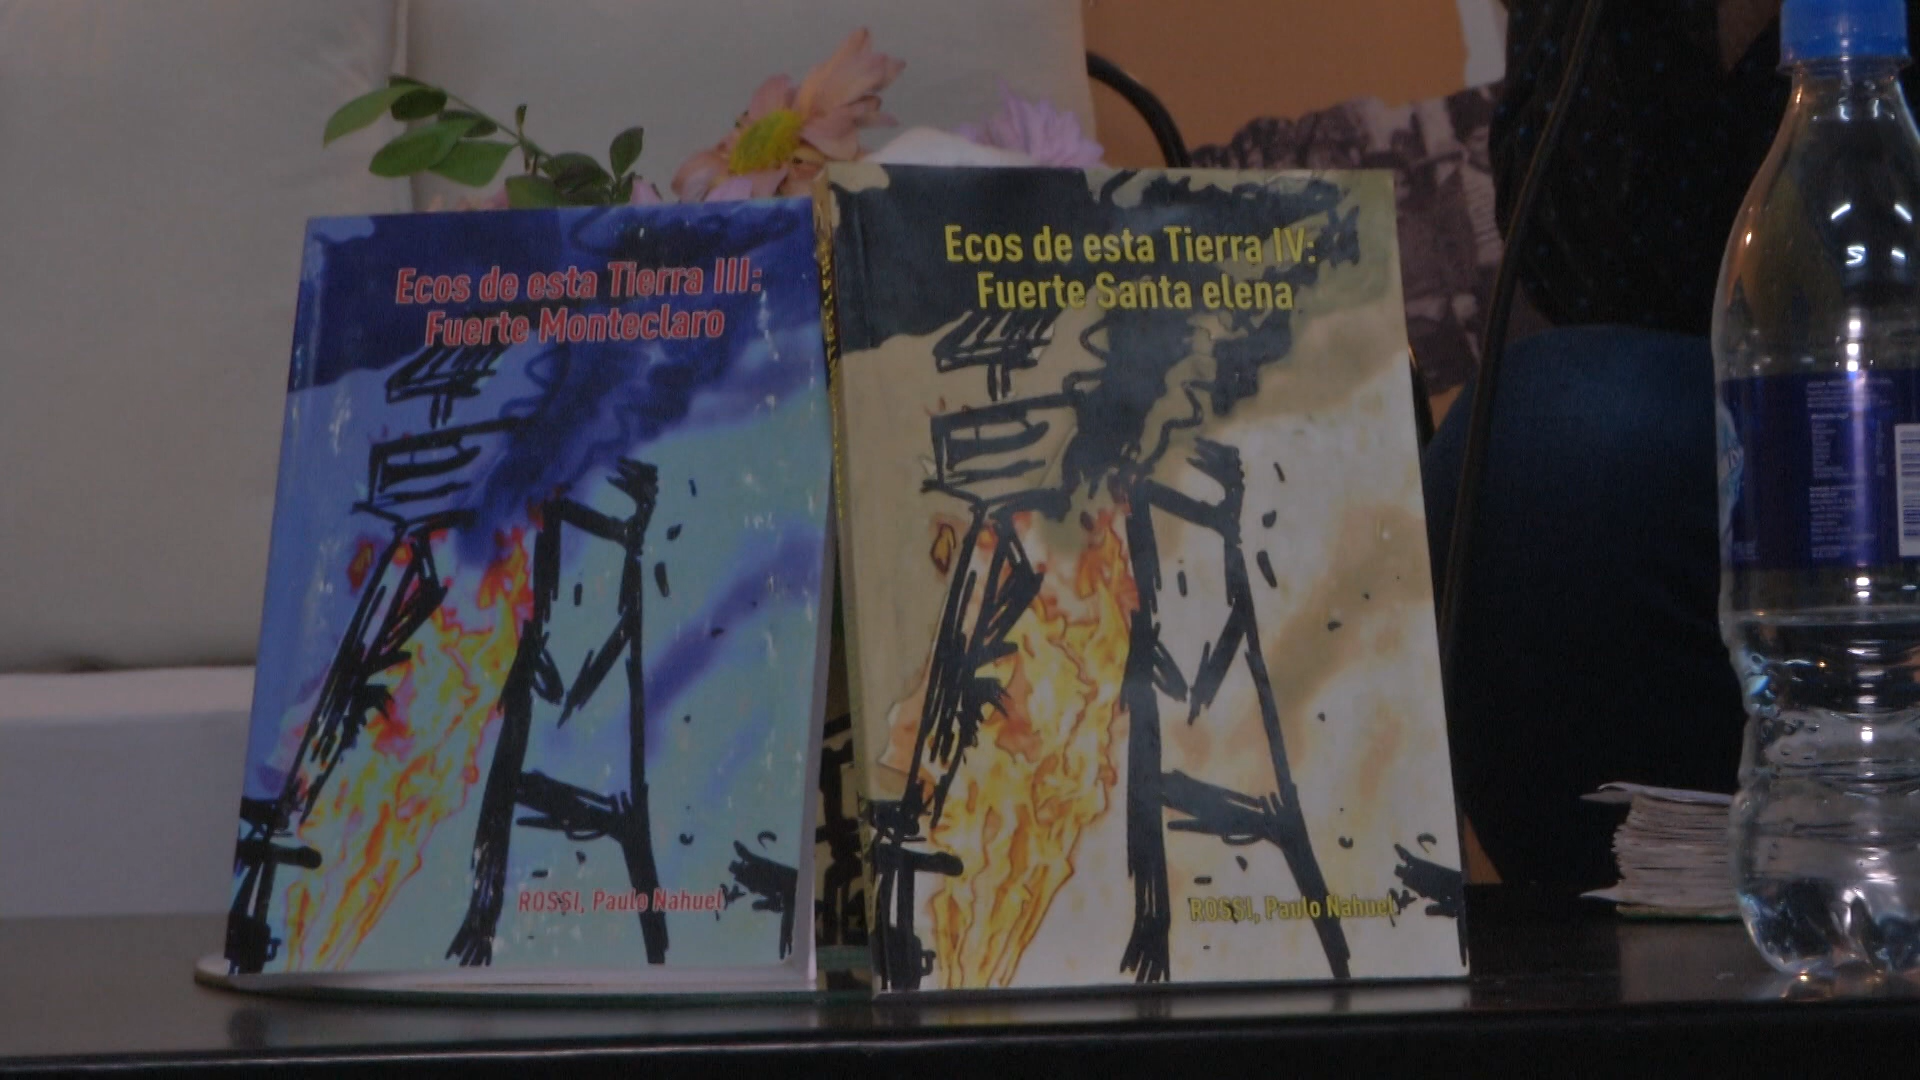 Ecos de esta Tierra III:
Fuerte Monteclaro
ROSSI, Paulo Nahuel
Ecos de esta Tierra IV:
Fuerte Santa elena
ROSSI, Paulo Nahuel